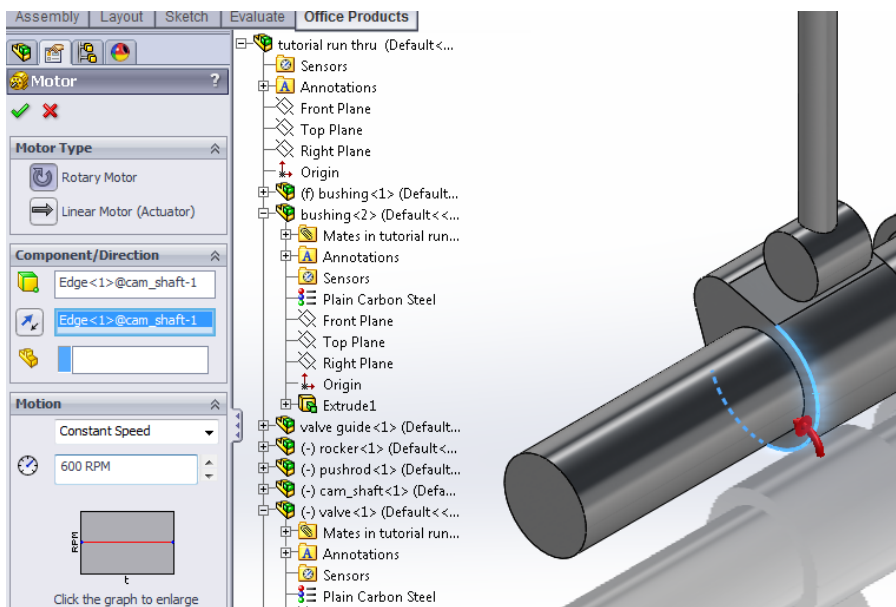 Assembly Layout Sketch Evaluate Office Products
Motor ?
Motor Type
Rotary Motor
Linear Motor (Actuator)
Component/Direction
Edge<1>@cam_shaft-1
Edge<1>@cam_shaft-1
Motion
Constant Speed
600 RPM
RPM
t
Click the graph to enlarge
tutorial run thru (Default<...
Sensors
A Annotations
Front Plane
Top Plane
Right Plane
Origin
(f) bushing<1> (Default...
bushing<2> (Default<<...
Mates in tutorial run...
A Annotations
Sensors
Plain Carbon Steel
Front Plane
Top Plane
Right Plane
Origin
Extrude1
valve guide<1> (Default...
(-) rocker<1> (Default...
(-) pushrod<1> (Default...
(-) cam_shaft<1> (Defa...
(-) valve<1> (Default<<...
Mates in tutorial run...
A Annotations
Sensors
Plain Carbon Steel